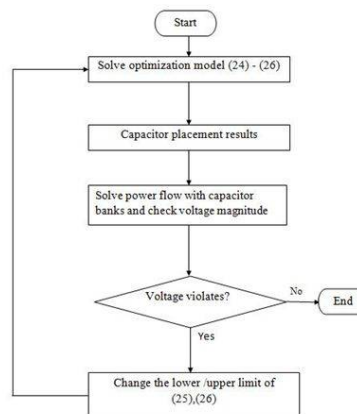 Start
Solve optimization model (24) - (26)
Capacitor placement results
Solve power flow with capacitor
banks and check voltage magnitude
Voltage violates?
No
End
Yes
Change the lower /upper limit of
(25),(26)